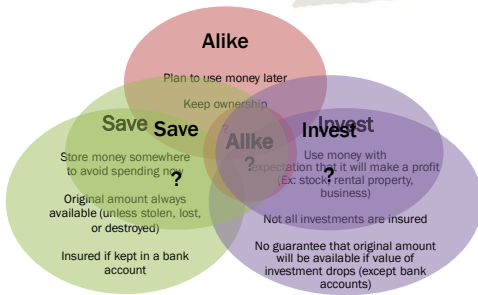 Alike
Plan to use money later
Keep ownership
Save
Save
?
Store money somewhere
to avoid spending now
Original amount always
available (unless stolen, lost,
or destroyed)
Insured if kept in a bank
account
?
Alike
?
Invest
Invest
?
Use money with
expectation that it will make a profit
(Ex: stock, rental property,
business)
Not all investments are insured
No guarantee that original amount
will be available if value of
investment drops (except bank
accounts)